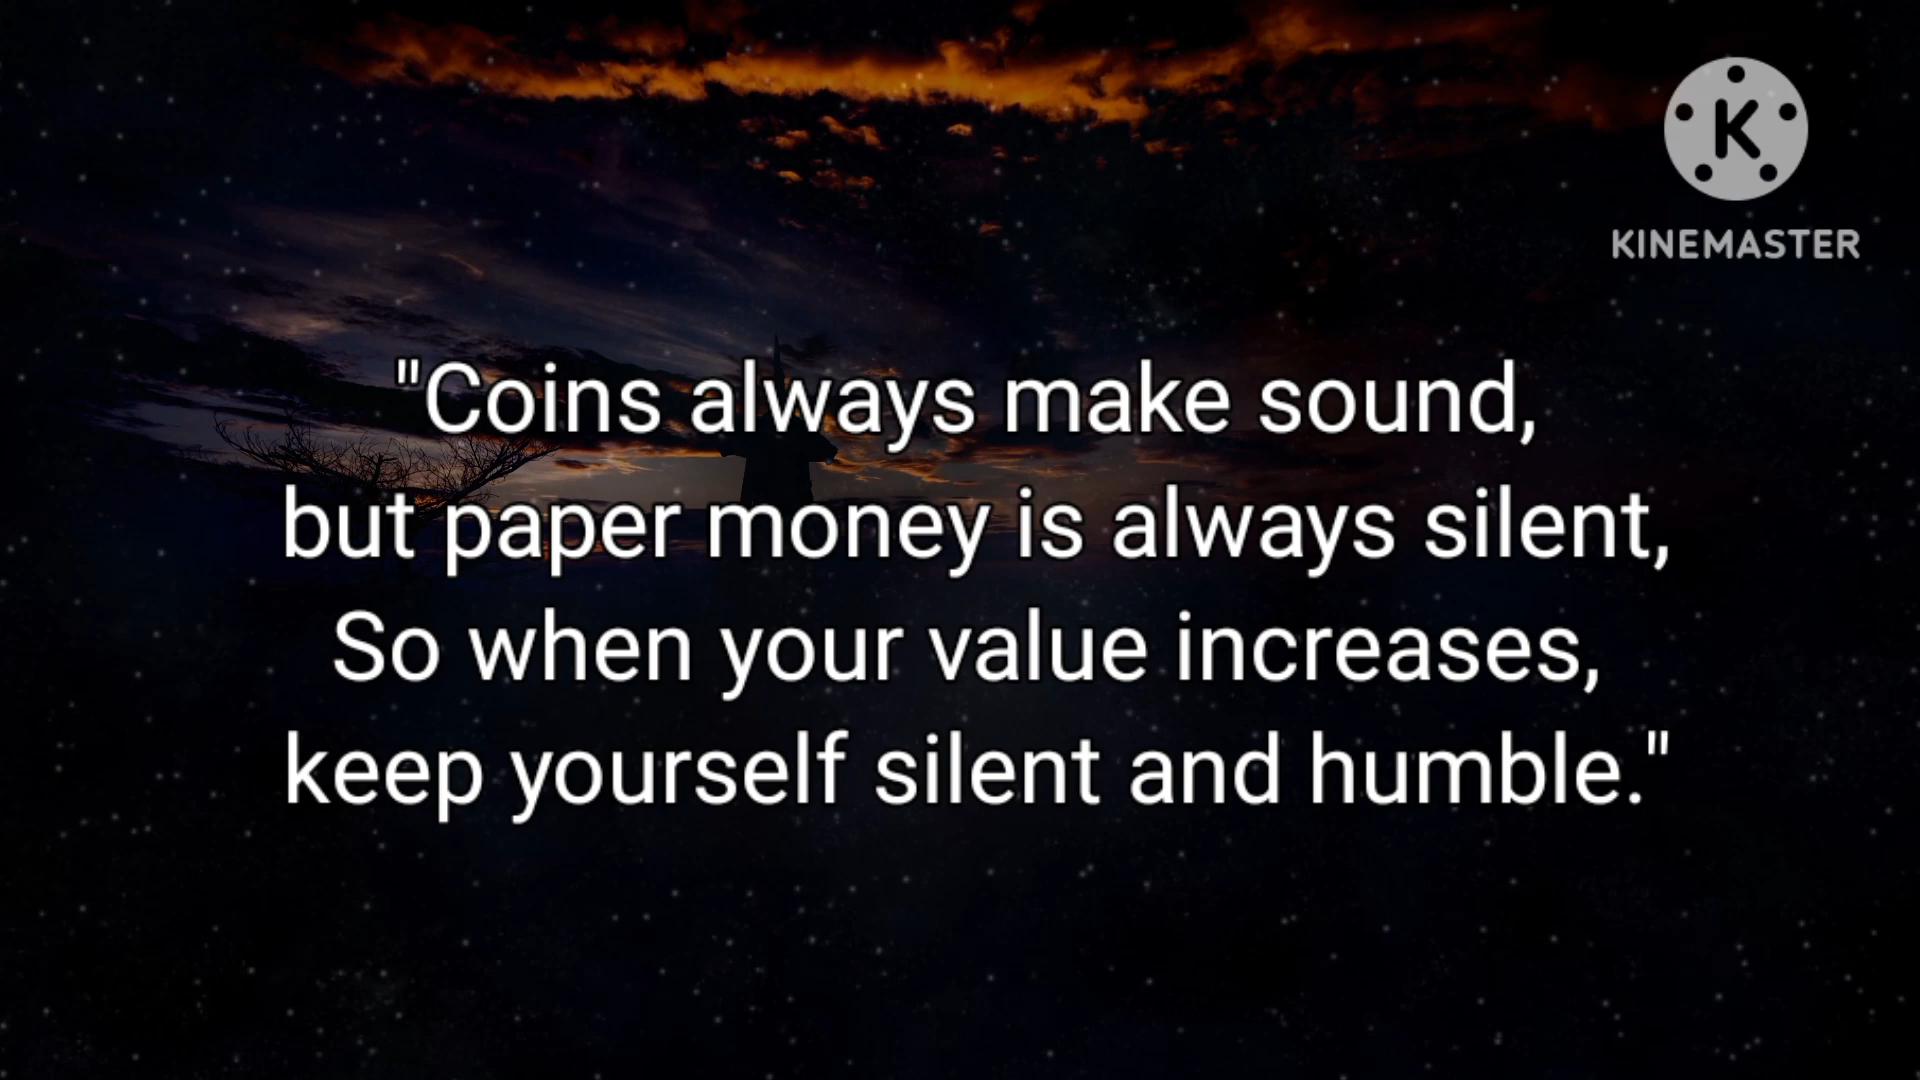 K
KINEMASTER
"Coins always make sound,
but paper money is always silent,
So when your value increases,
keep yourself silent and humble."